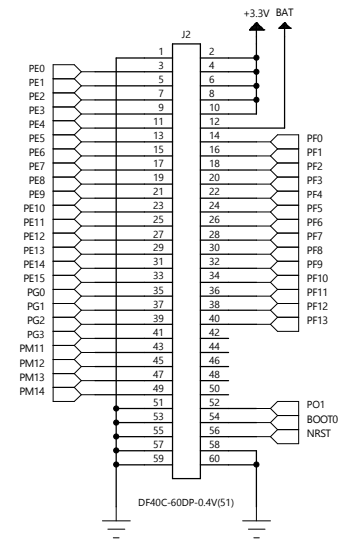 +3.3V BAT
J2
1 2
PE0 3 4
PE1 5 6
PE2 7 8
PE3 9 10
PE4 11 12
PE5 13 14 PF0
PE6 15 16 PF1
PE7 17 18 PF2
PE8 19 20 PF3
PE9 21 22 PF4
PE10 23 24 PF5
PE11 25 26 PF6
PE12 27 28 PF7
PE13 29 30 PF8
PE14 31 32 PF9
PE15 33 34 PF10
PG0 35 36 PF11
PG1 37 38 PF12
PG2 39 40 PF13
PG3 41 42
PM11 43 44
PM12 45 46
PM13 47 48
PM14 49 50
51 52 PO1
53 54 BOOT0
55 56 NRST
57 58
59 60
DF40C-60DP-0.4V(51)